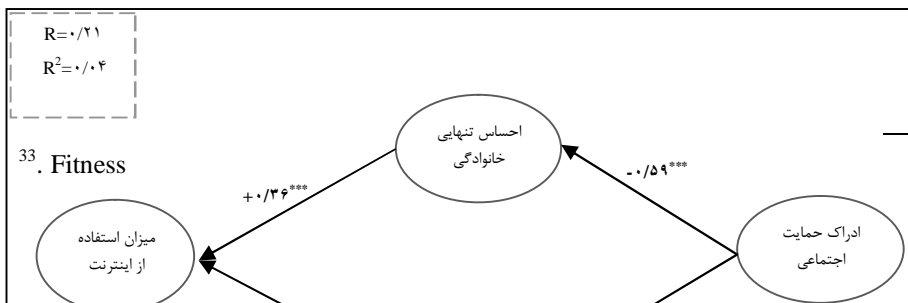 R=۰/۲۱
R²=۰/۰۴
احساس تنهایی
خانوادگی
-۰/۵۹***
³³. Fitness
+۰/۳۶***
ادراک حمایت
اجتماعی
میزان استفاده
از اینترنت